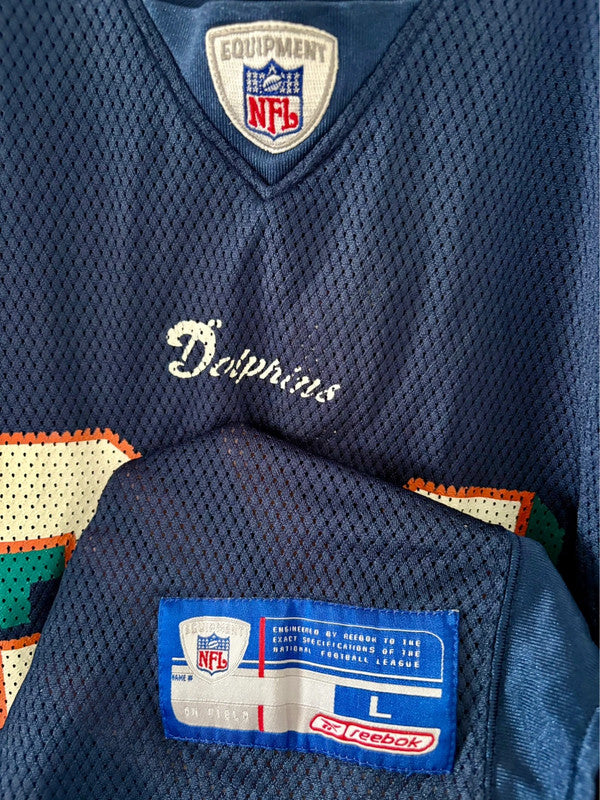 EQUIPMENT
NFL
Dolphins
EQUIPMENT
NFL
ENGINEERED BY REEBOK TO THE
EXACT SPECIFICATIONS OF THE
NATIONAL FOOTBALL LEAGUE
NAME #
L
ON FIELD
Reebok